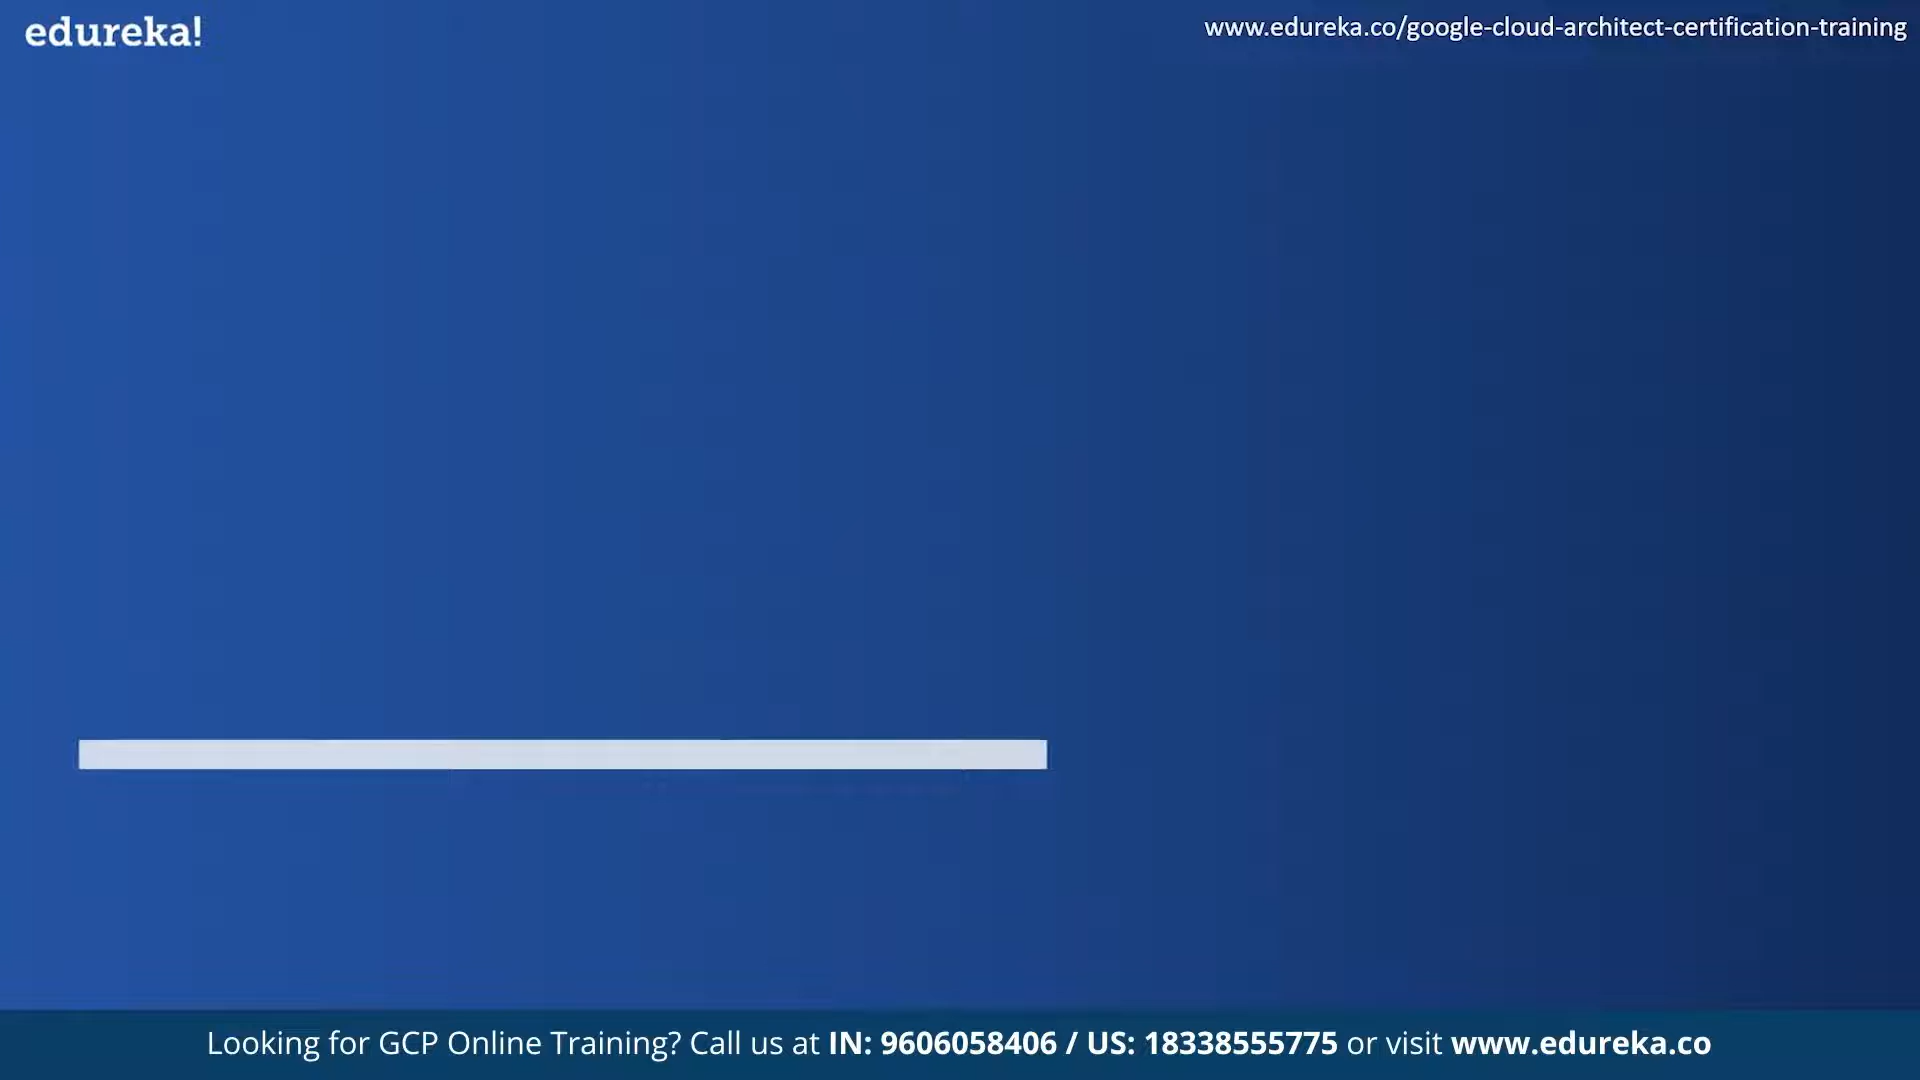 edureka!
www.edureka.co/google-cloud-architect-certification-training
Looking for GCP Online Training? Call us at IN: 9606058406 / US: 18338555775 or visit www.edureka.co